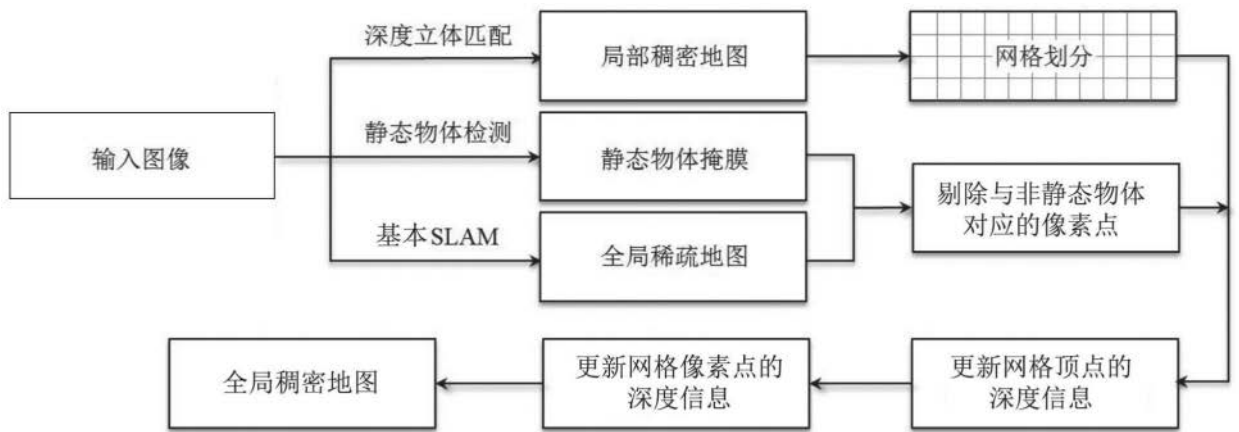 深度立体匹配
局部稠密地图
网格划分
输入图像
静态物体检测
静态物体掩膜
剔除与非静态物体
对应的像素点
基本SLAM
全局稀疏地图
全局稠密地图
更新网格像素点的
深度信息
更新网格顶点的
深度信息